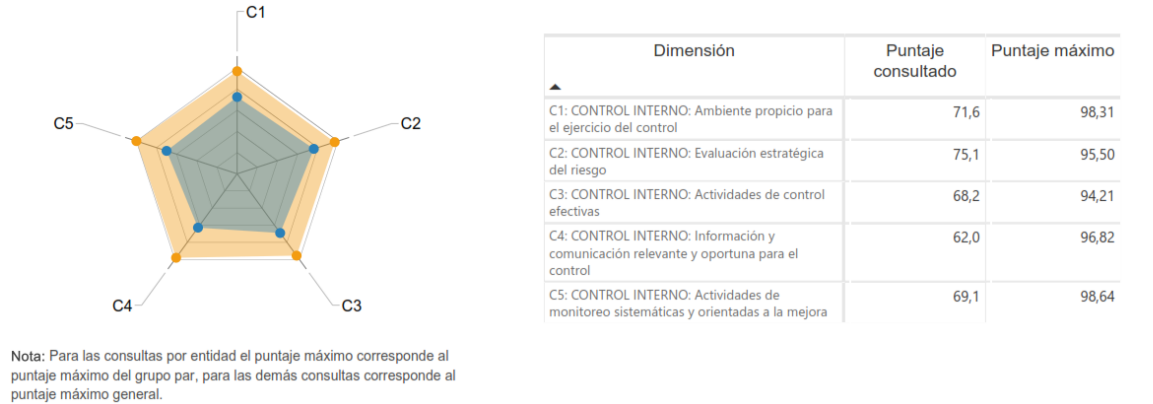 C1
C5
C2
C4
C3
Nota: Para las consultas por entidad el puntaje máximo corresponde al
puntaje máximo del grupo par, para las demás consultas corresponde al
puntaje máximo general.
Dimensión
Puntaje
consultado
Puntaje máximo
C1: CONTROL INTERNO: Ambiente propicio para
el ejercicio del control
71,6
98,31
C2: CONTROL INTERNO: Evaluación estratégica
del riesgo
75,1
95,50
C3: CONTROL INTERNO: Actividades de control
efectivas
68,2
94,21
C4: CONTROL INTERNO: Información y
comunicación relevante y oportuna para el
control
62,0
96,82
C5: CONTROL INTERNO: Actividades de
monitoreo sistemáticas y orientadas a la mejora
69,1
98,64